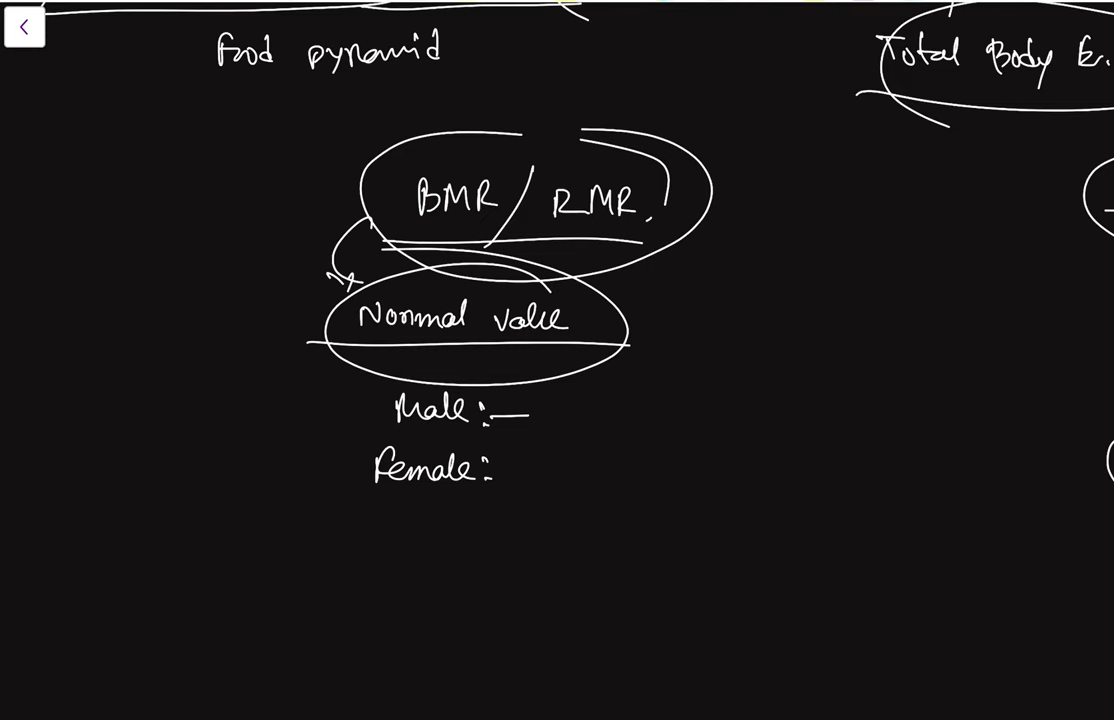 Food pyramid
Total Body E.
BMR / RMR.
Normal value
Male :—
Female :-